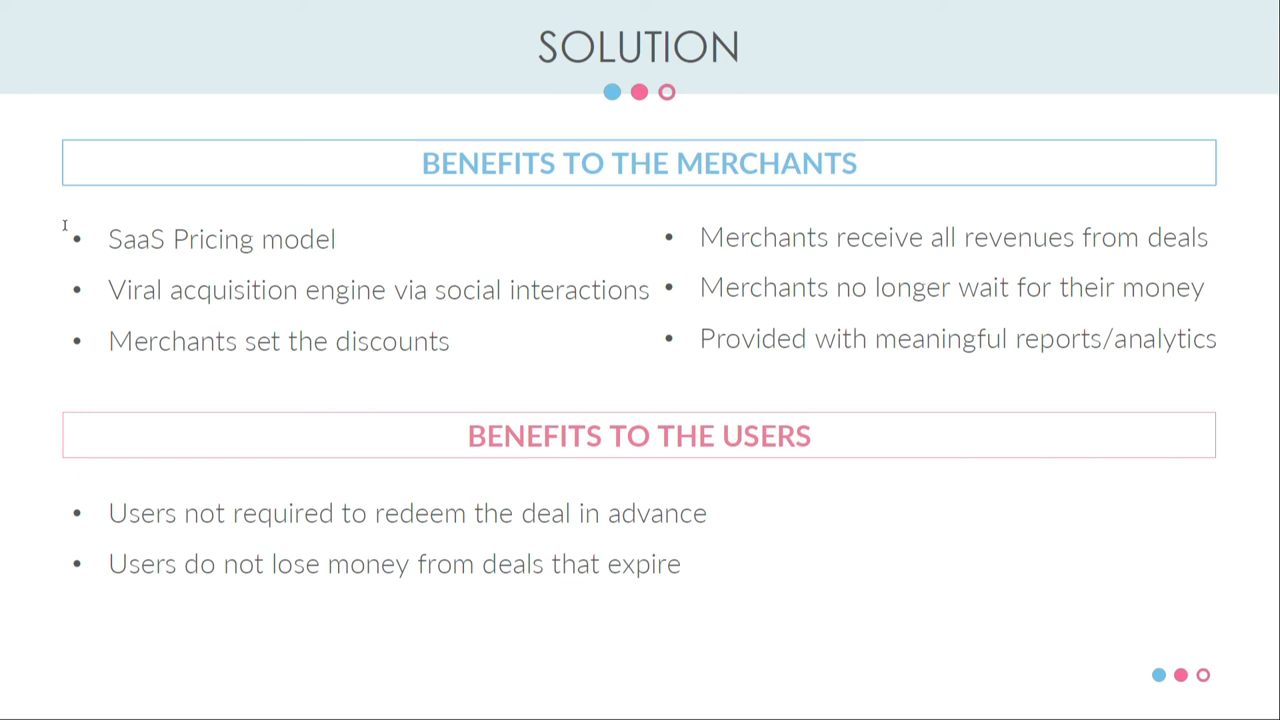 SOLUTION
BENEFITS TO THE MERCHANTS
• SaaS Pricing model
• Viral acquisition engine via social interactions
• Merchants set the discounts
• Merchants receive all revenues from deals
• Merchants no longer wait for their money
• Provided with meaningful reports/analytics
BENEFITS TO THE USERS
• Users not required to redeem the deal in advance
• Users do not lose money from deals that expire